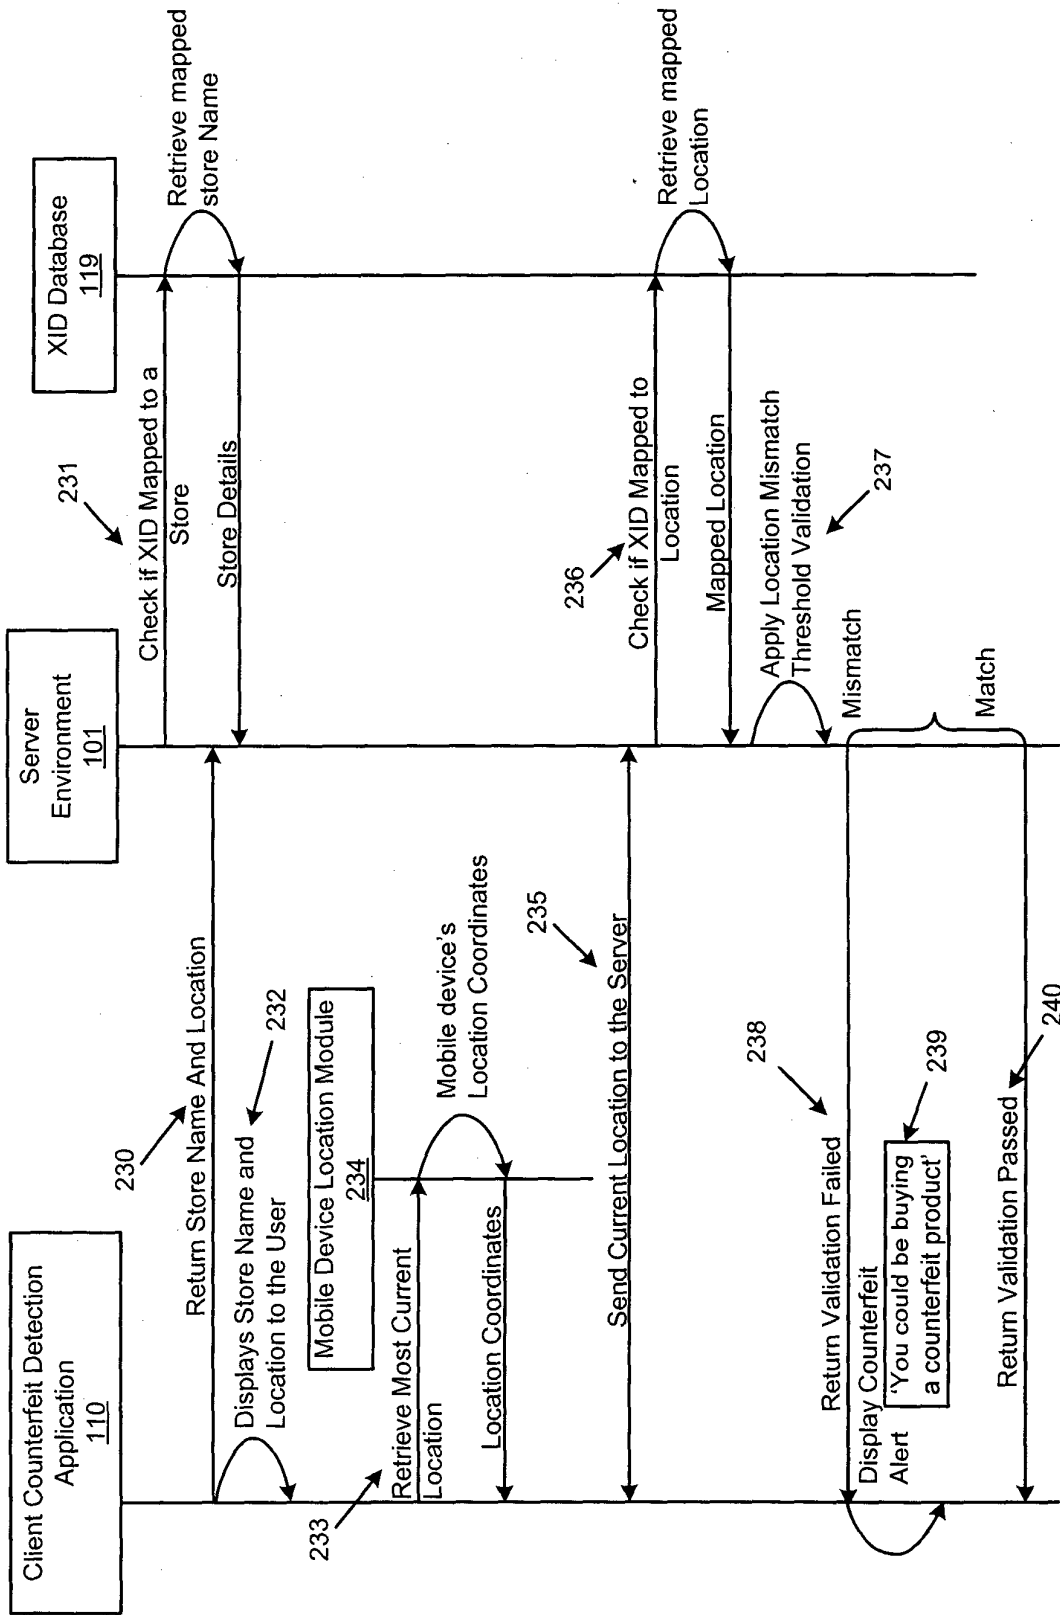 Client Counterfeit Detection
Application
110
Server
Environment
101
XID Database
119
231
Check if XID Mapped to a
Store
Retrieve mapped
store Name
Store Details
230
Return Store Name And Location
Displays Store Name and
Location to the User
232
Mobile Device Location Module
234
233
Retrieve Most Current
Location
Mobile device's
Location Coordinates
Location Coordinates
235
Send Current Location to the Server
236
Check if XID Mapped to
Location
Retrieve mapped
Location
Mapped Location
Apply Location Mismatch
Threshold Validation
237
Mismatch
Match
238
Return Validation Failed
Display Counterfeit
Alert
'You could be buying
a counterfeit product'
239
Return Validation Passed
240